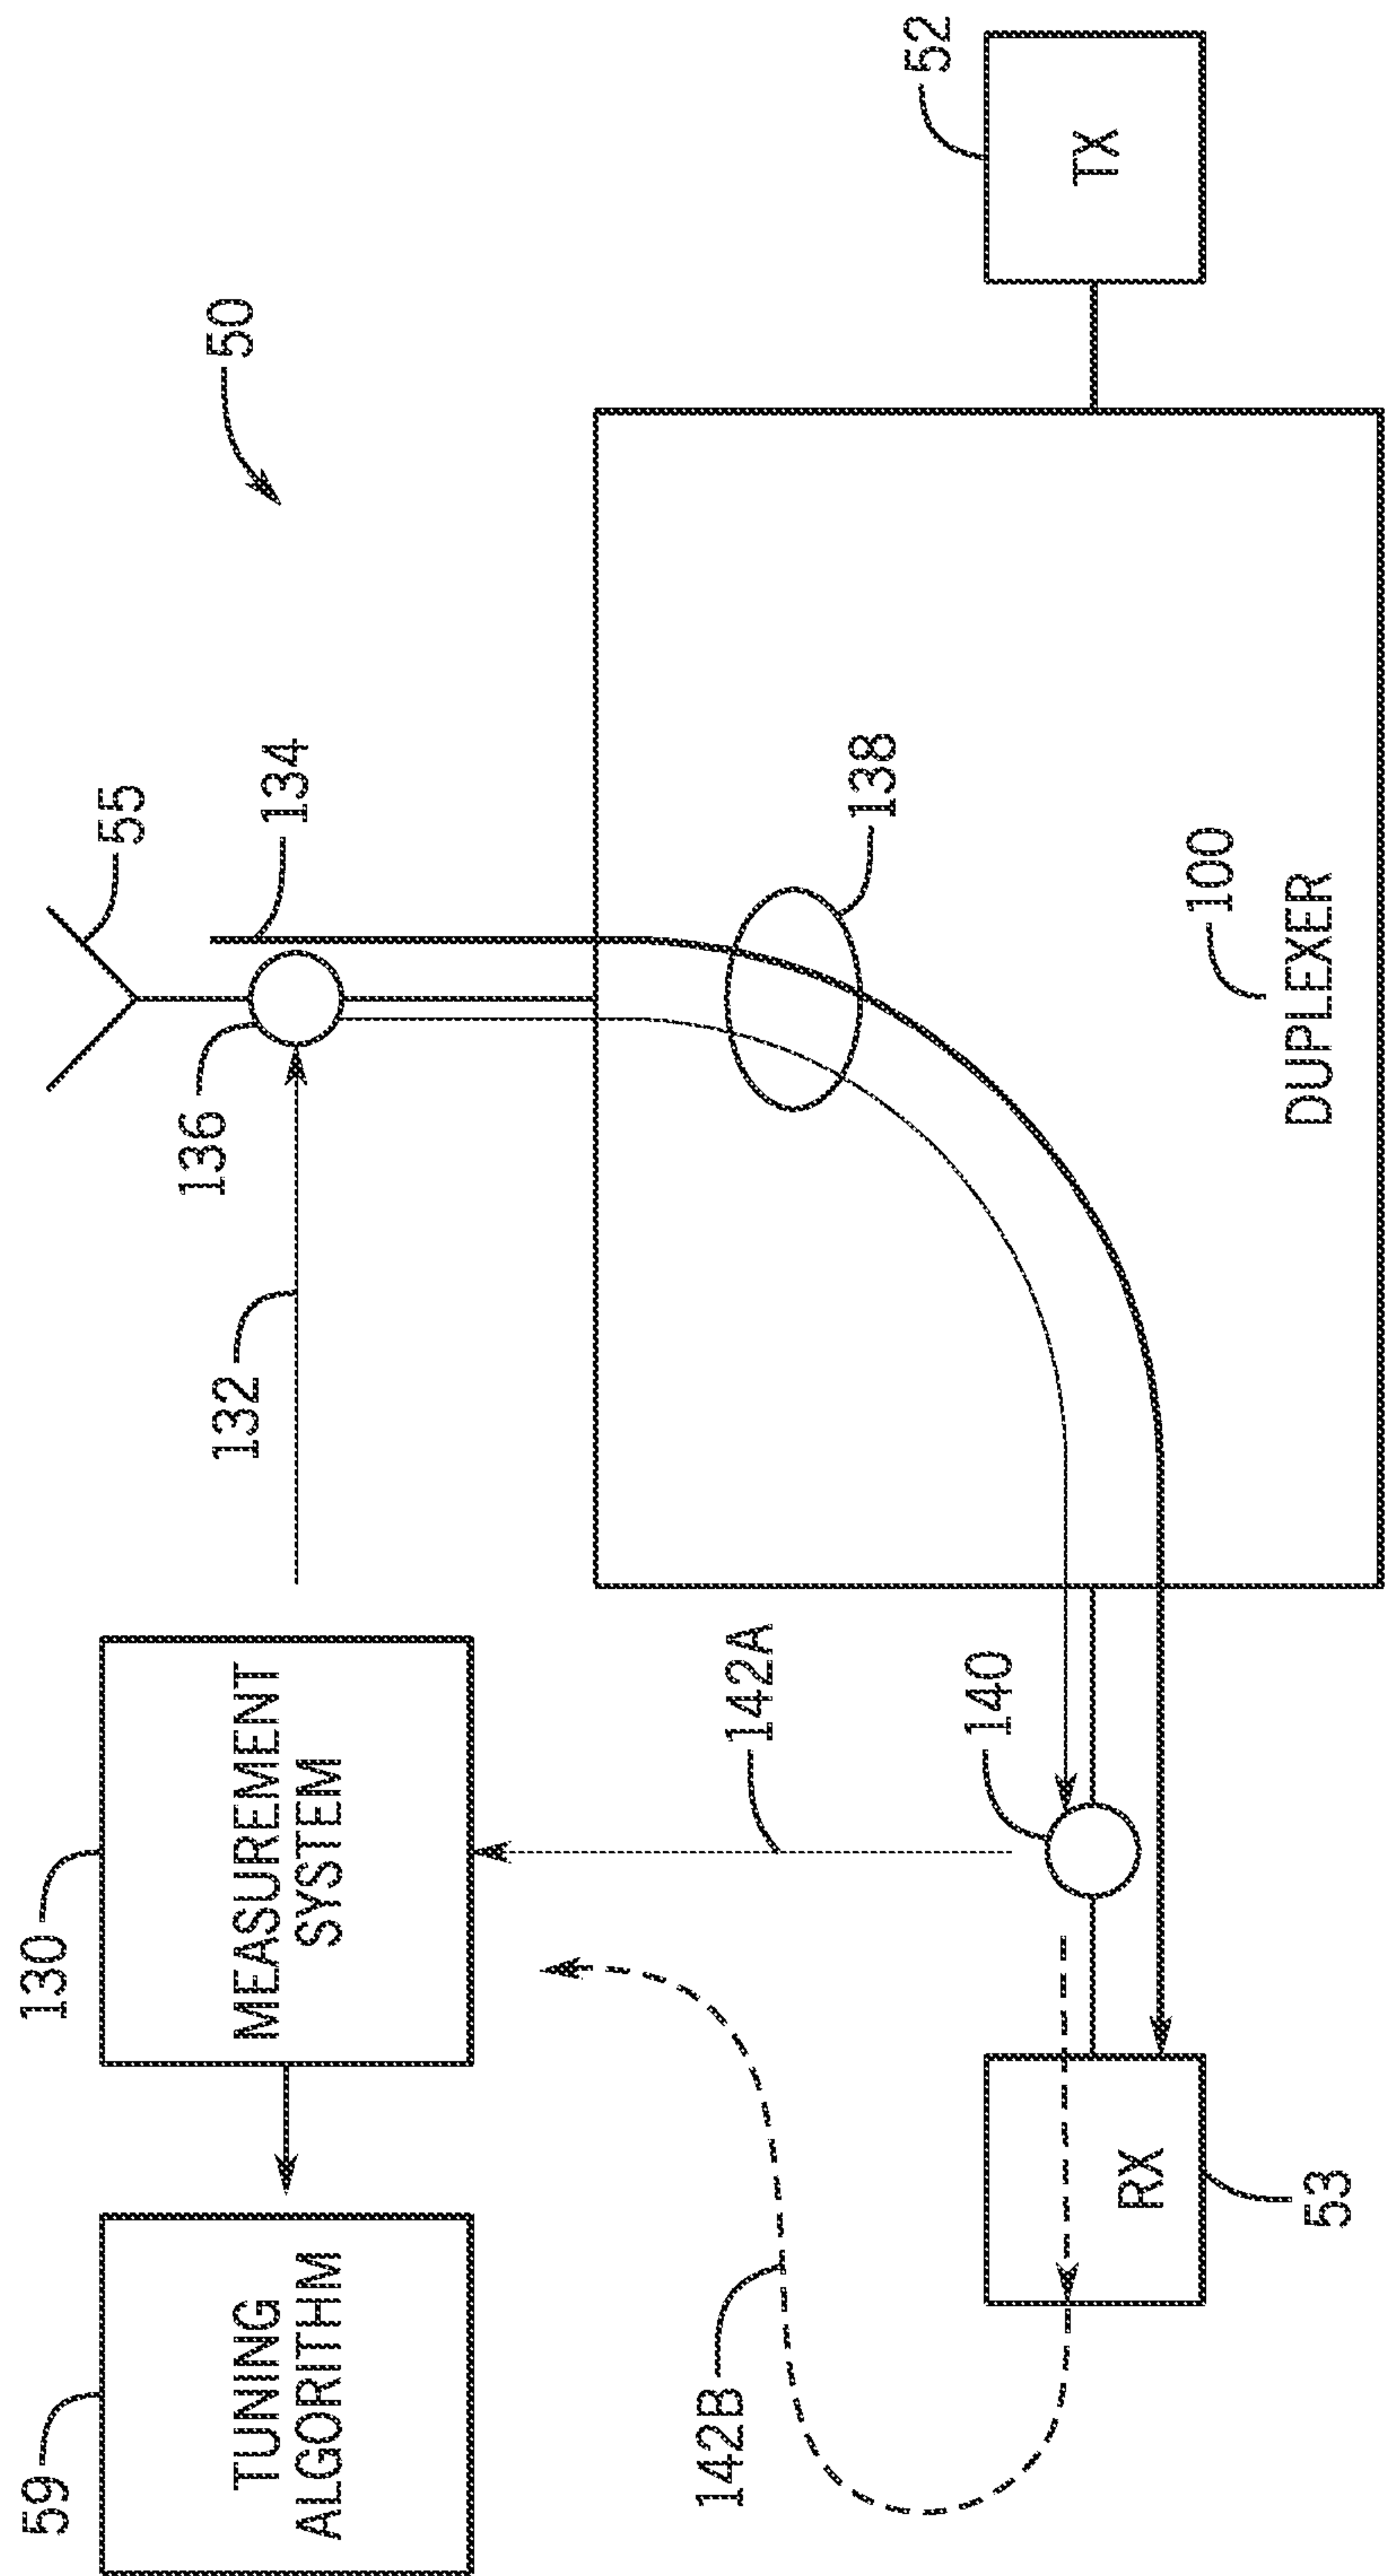 59
TUNING
ALGORITHM
130
MEASUREMENT
SYSTEM
132
136
55
134
50
142B
142A
138
53
RX
140
100
DUPLEXER
52
TX